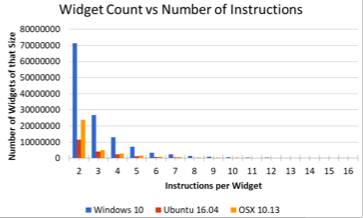 Widget Count vs Number of Instructions
Number of Widgets of that Size
80000000
70000000
60000000
50000000
40000000
30000000
20000000
10000000
0
2 3 4 5 6 7 8 9 10 11 12 13 14 15 16
Instructions per Widget
Windows 10 Ubuntu 16.04 OSX 10.13